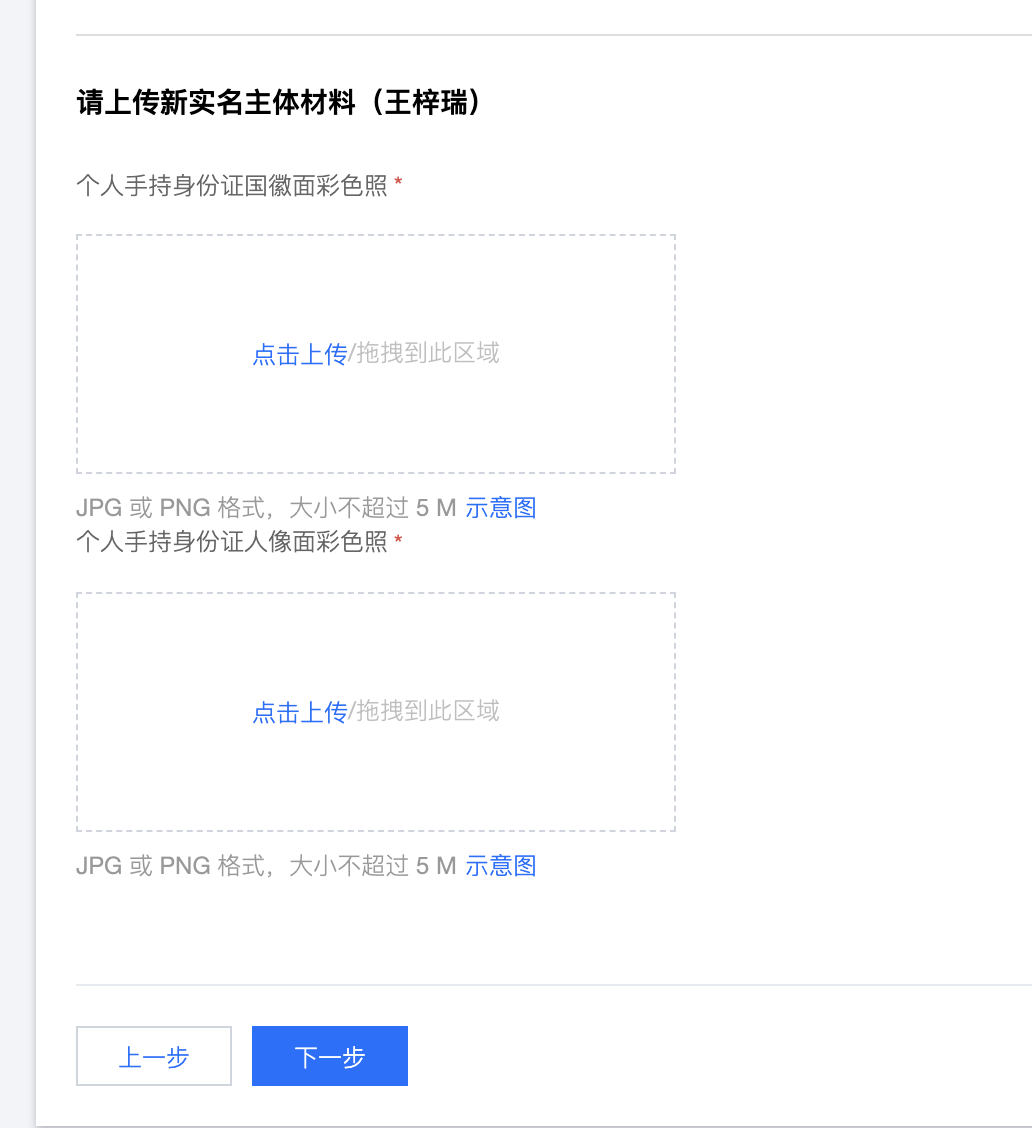 请上传新实名主体材料（王梓瑞）
个人手持身份证国徽面彩色照 *
点击上传/拖拽到此区域
JPG 或 PNG 格式，大小不超过 5 M 示意图
个人手持身份证人像面彩色照 *
点击上传/拖拽到此区域
JPG 或 PNG 格式，大小不超过 5 M 示意图
上一步 下一步